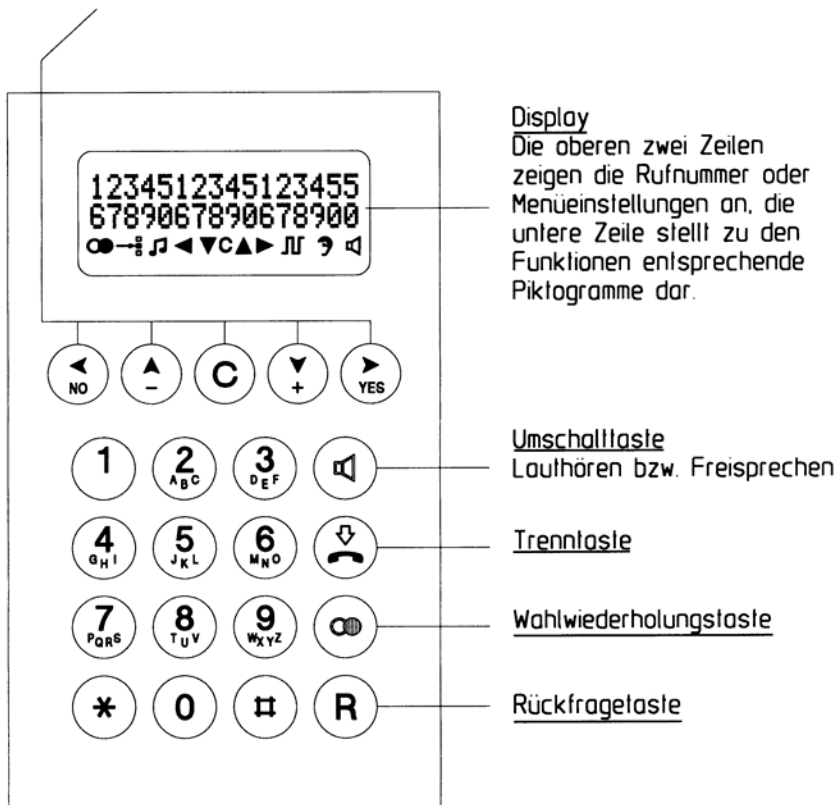 Display
Die oberen zwei Zeilen
zeigen die Rufnummer oder
Menüeinstellungen an, die
untere Zeile stellt zu den
Funktionen entsprechende
Piktogramme dar.
1234512345123455
6789067890678900
C
NO
-
C
+
YES
Umschalttaste
Lauthören bzw. Freisprechen
1
2
ABC
3
DEF
Trenntaste
4
GHI
5
JKL
6
MNO
Wahlwiederholungstaste
7
PQRS
8
TUV
9
WXYZ
Rückfragetaste
*
0
#
R